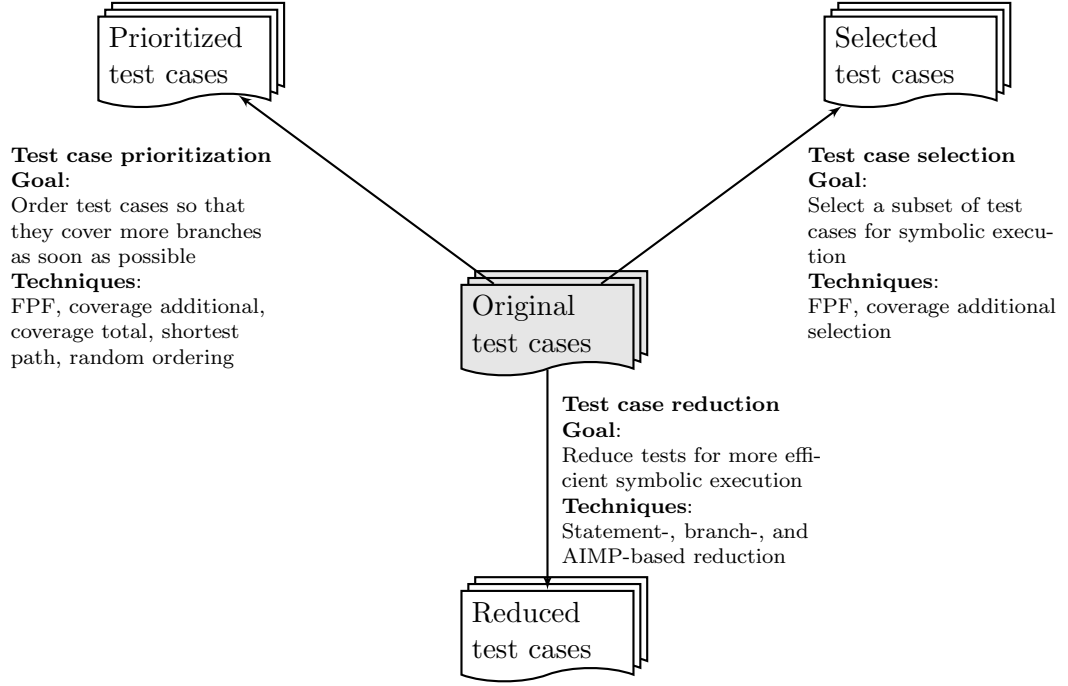 Prioritized
test cases
Selected
test cases
Test case prioritization
Goal:
Order test cases so that
they cover more branches
as soon as possible
Techniques:
FPF, coverage additional,
coverage total, shortest
path, random ordering
Test case selection
Goal:
Select a subset of test
cases for symbolic execu-
tion
Techniques:
FPF, coverage additional
selection
Original
test cases
Test case reduction
Goal:
Reduce tests for more effi-
cient symbolic execution
Techniques:
Statement-, branch-, and
AIMP-based reduction
Reduced
test cases